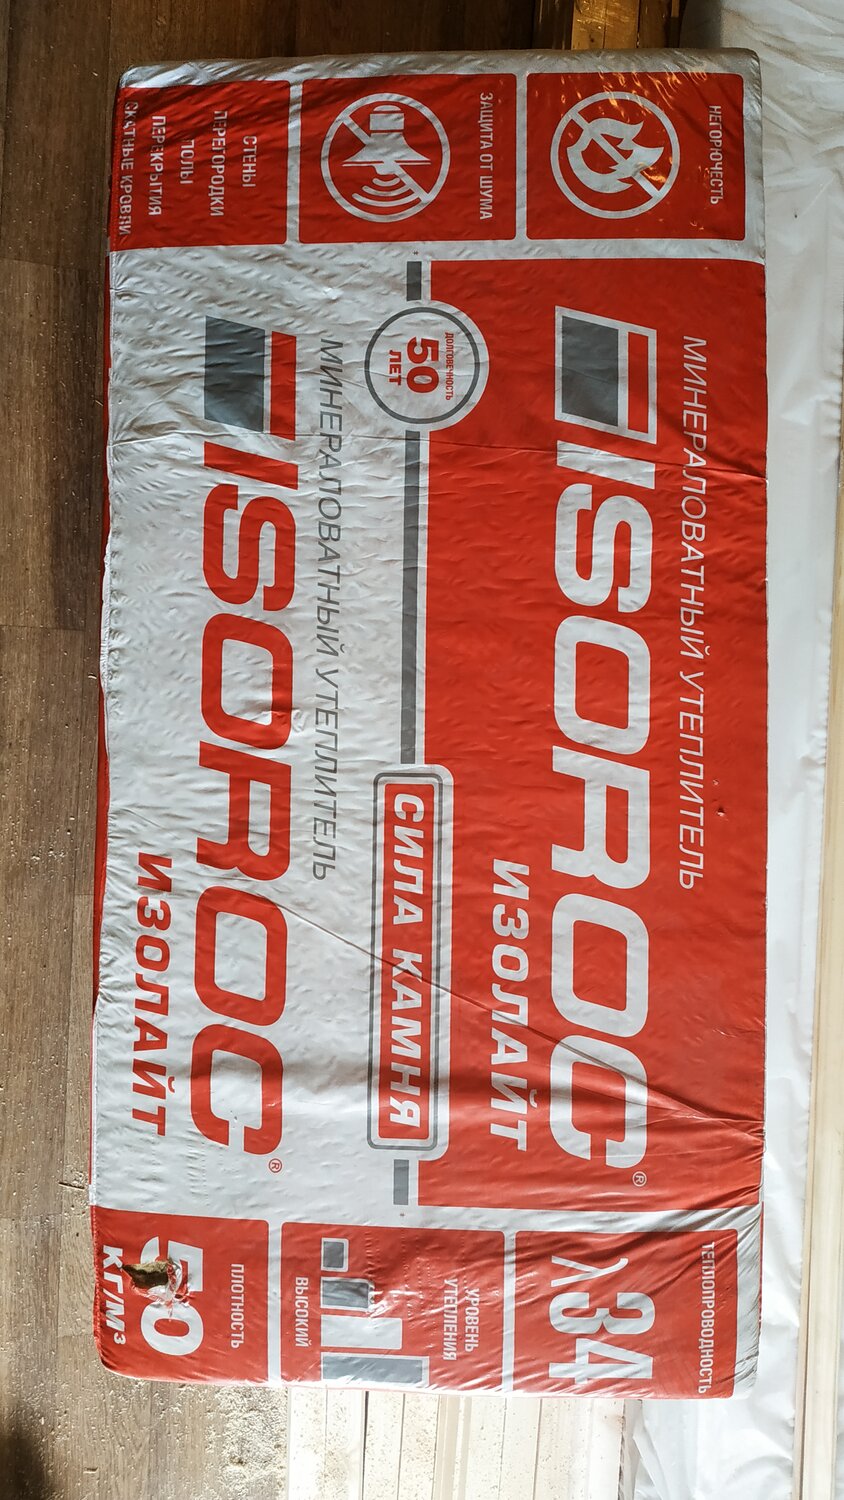 НЕГОРЮЧЕСТЬ
ЗАЩИТА ОТ ШУМА
СТЕНЫ
ПЕРЕГОРОДКИ
ПОЛЫ
ПЕРЕКРЫТИЯ
СКАТНЫЕ КРОВЛИ
МИНЕРАЛОВАТНЫЙ УТЕПЛИТЕЛЬ
ISOROC®
ИЗОЛАЙТ
ДОЛГОВЕЧНОСТЬ
50
ЛЕТ
*
СИЛА КАМНЯ
*
МИНЕРАЛОВАТНЫЙ УТЕПЛИТЕЛЬ
ISOROC®
ИЗОЛАЙТ
ТЕПЛОПРОВОДНОСТЬ
λ34
УРОВЕНЬ
УТЕПЛЕНИЯ
ВЫСОКИЙ
ПЛОТНОСТЬ
50
КГ/М³